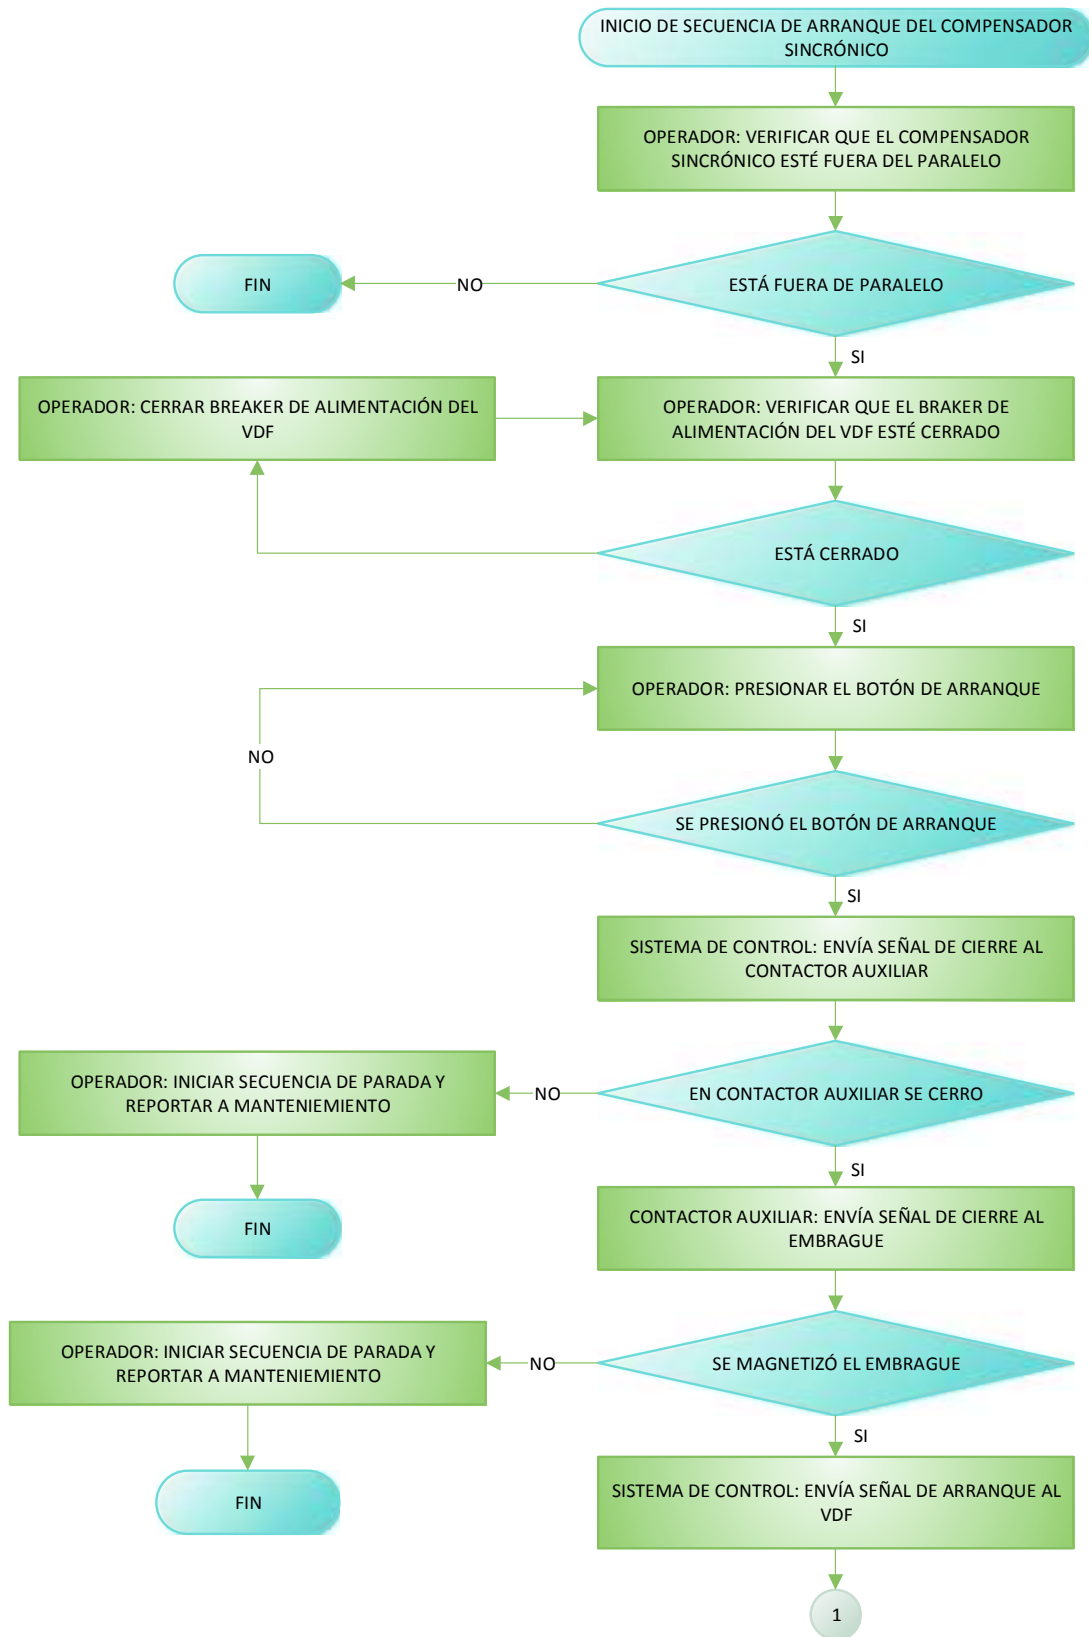 INICIO DE SECUENCIA DE ARRANQUE DEL COMPENSADOR
SINCRÓNICO
OPERADOR: VERIFICAR QUE EL COMPENSADOR
SINCRÓNICO ESTÉ FUERA DEL PARALELO
FIN
NO
ESTÁ FUERA DE PARALELO
SI
OPERADOR: CERRAR BREAKER DE ALIMENTACIÓN DEL
VDF
OPERADOR: VERIFICAR QUE EL BRAKER DE
ALIMENTACIÓN DEL VDF ESTÉ CERRADO
ESTÁ CERRADO
SI
OPERADOR: PRESIONAR EL BOTÓN DE ARRANQUE
NO
SE PRESIONÓ EL BOTÓN DE ARRANQUE
SI
SISTEMA DE CONTROL: ENVÍA SEÑAL DE CIERRE AL
CONTACTOR AUXILIAR
OPERADOR: INICIAR SECUENCIA DE PARADA Y
REPORTAR A MANTENIEMIENTO
NO
EN CONTACTOR AUXILIAR SE CERRO
SI
FIN
CONTACTOR AUXILIAR: ENVÍA SEÑAL DE CIERRE AL
EMBRAGUE
OPERADOR: INICIAR SECUENCIA DE PARADA Y
REPORTAR A MANTENIEMIENTO
NO
SE MAGNETIZÓ EL EMBRAGUE
SI
FIN
SISTEMA DE CONTROL: ENVÍA SEÑAL DE ARRANQUE AL
VDF
1